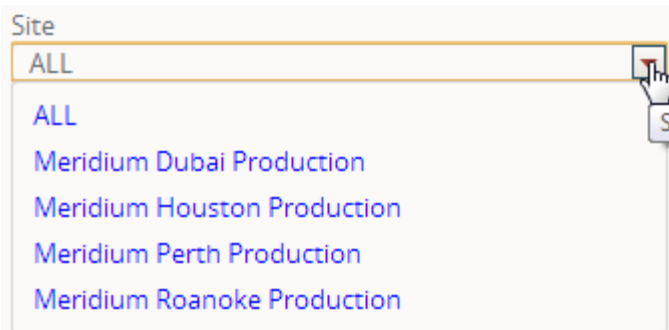 Site
ALL
ALL
Meridium Dubai Production
Meridium Houston Production
Meridium Perth Production
Meridium Roanoke Production